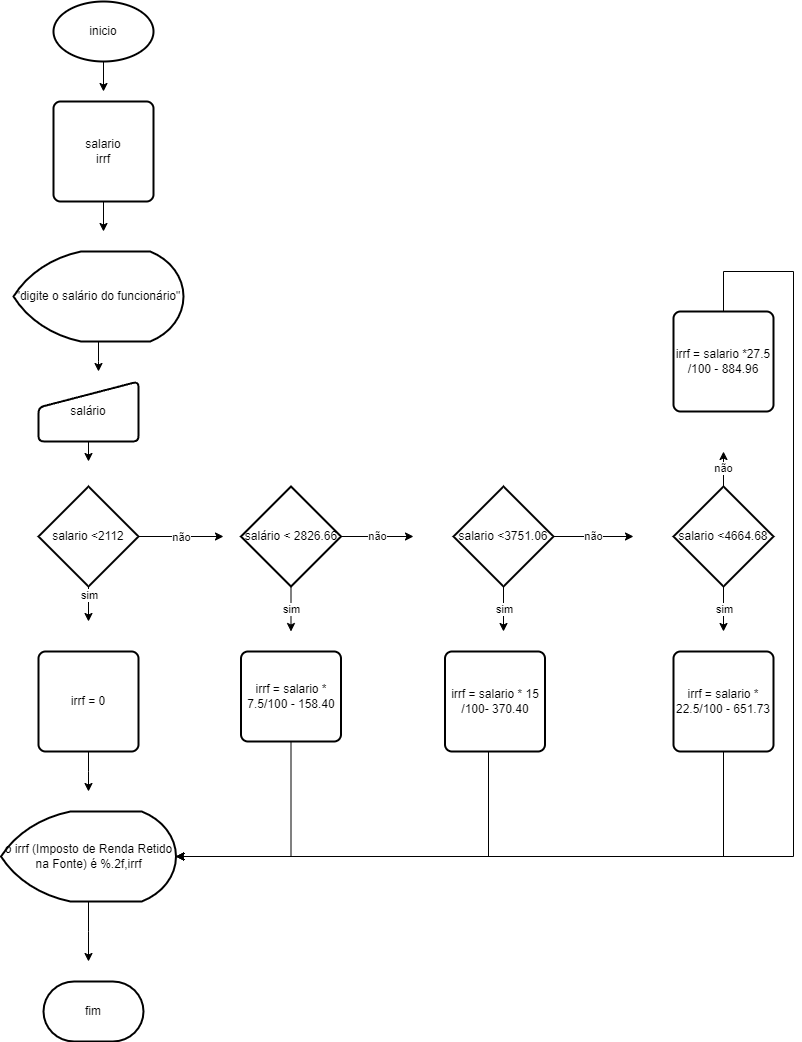 inicio
salario
irrf
"digite o salário do funcionário"
irrf = salario *27.5
/100 - 884.96
salário
não
salario <2112
não
salário < 2826.66
não
salario <3751.06
não
salario <4664.68
sim
sim
sim
sim
irrf = 0
irrf = salario *
7.5/100 - 158.40
irrf = salario * 15
/100- 370.40
irrf = salario *
22.5/100 - 651.73
o irrf (Imposto de Renda Retido
na Fonte) é %.2f,irrf
fim